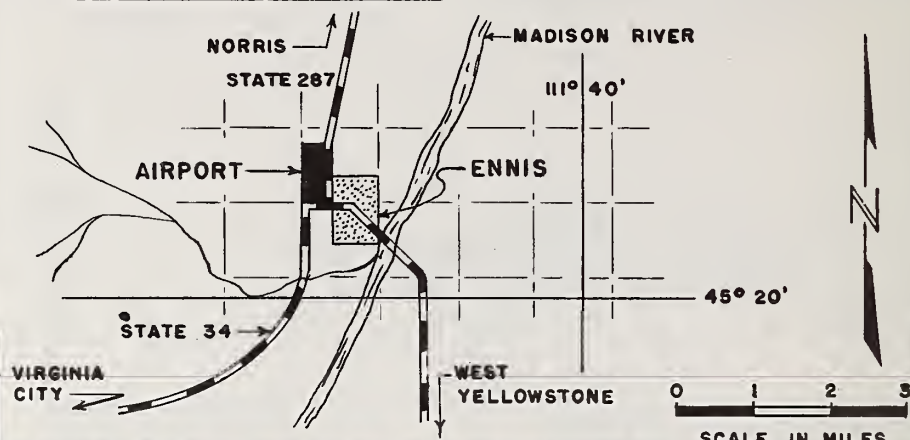 NORRIS
MADISON RIVER
STATE 287
111° 40'
AIRPORT
ENNIS
N
45° 20'
STATE 34
VIRGINIA
CITY
WEST
YELLOWSTONE
0 1 2 3
SCALE IN MILES